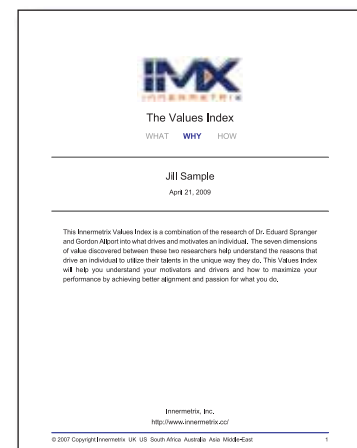 IMX
INNERMETRIX
The Values Index
WHAT WHY HOW
Jill Sample
April 21, 2009
This Innermetrix Values Index is a combination of the research of Dr. Eduard Spranger
and Gordon Allport into what drives and motivates an individual. The seven dimensions
of value discovered between these two researchers help understand the reasons that
drive an individual to utilize their talents in the unique way they do. This Values Index
will help you understand your motivators and drivers and how to maximize your
performance by achieving better alignment and passion for what you do.
Innermetrix, Inc.
http://www.innermetrix.cc/
© 2007 Copyright Innermetrix UK US South Africa Australia Asia Middle-East 1